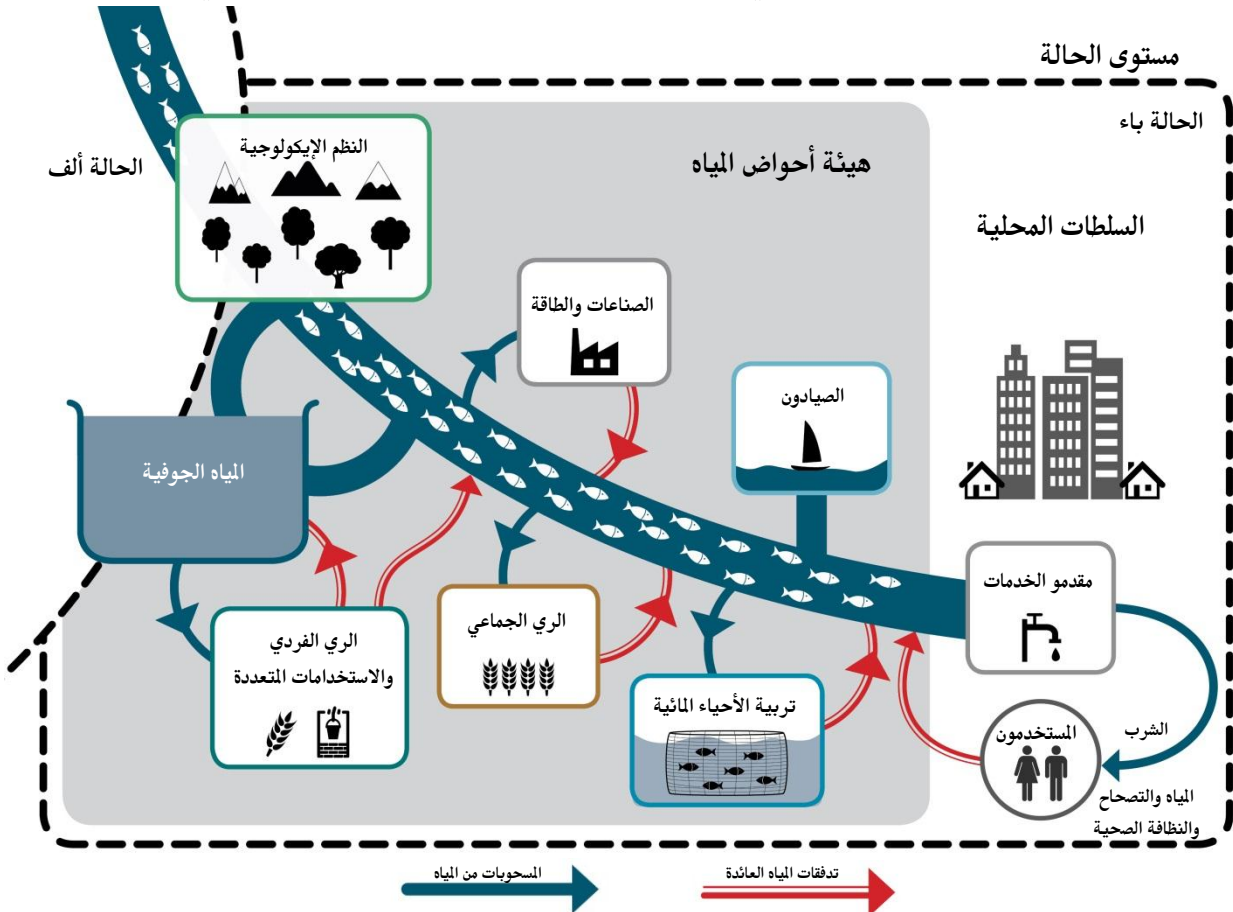 مستوى الحالة
الحالة باء
الحالة ألف
النظم الإيكولوجية
هيئة أحواض المياه
السلطات المحلية
الصناعات والطاقة
الصيادون
المياه الجوفية
مقدمو الخدمات
الري الجماعي
الري الفردي
والاستخدامات المتعددة
تربية الأحياء المائية
المستخدمون
الشرب
المياه والتصحاح
والنظافة الصحية
تدفقات المياه العائدة
المسحوبات من المياه